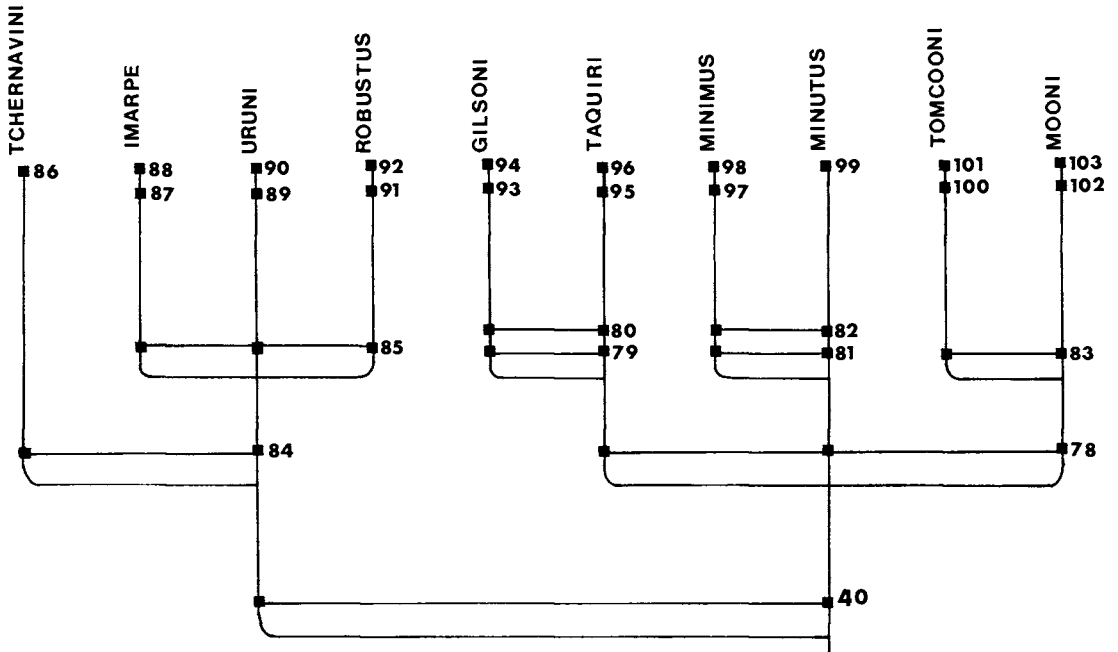 TCHERNAVINI
IMARPE
URUNI
ROBUSTUS
GILSONI
TAQUIRI
MINIMUS
MINUTUS
TOMCOONI
MOONI
86
88
90
92
94
96
98
99
101
103
87
89
91
93
95
97
100
102
80
82
85
79
81
83
84
78
40